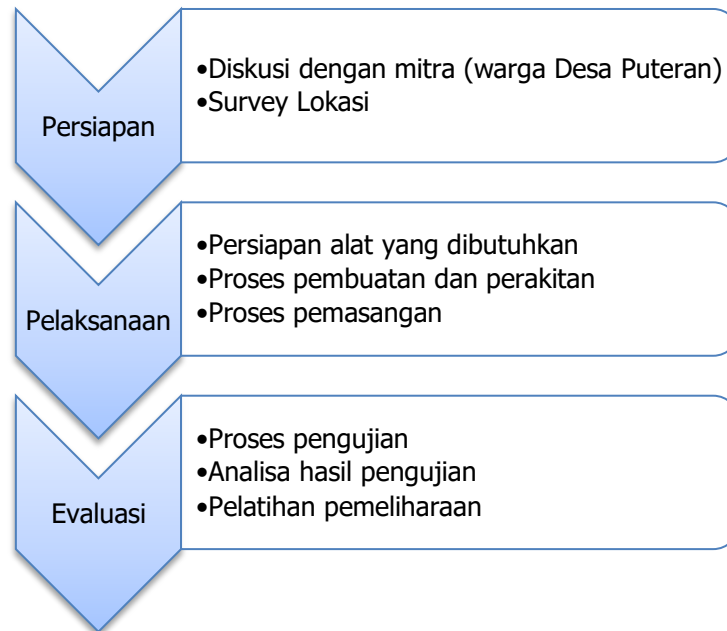 Persiapan
•Diskusi dengan mitra (warga Desa Puteran)
•Survey Lokasi
Pelaksanaan
•Persiapan alat yang dibutuhkan
•Proses pembuatan dan perakitan
•Proses pemasangan
Evaluasi
•Proses pengujian
•Analisa hasil pengujian
•Pelatihan pemeliharaan